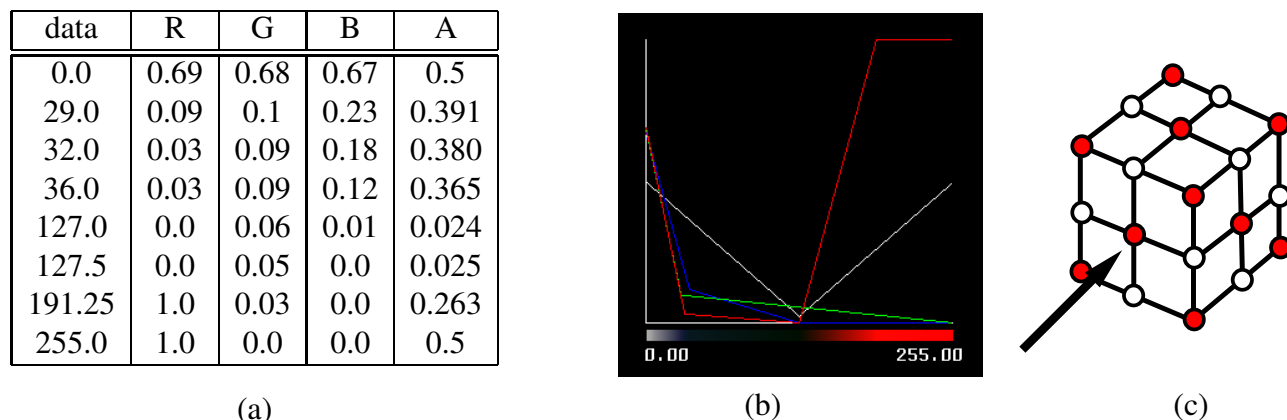 data R G B A
0.0 0.69 0.68 0.67 0.5
29.0 0.09 0.1 0.23 0.391
32.0 0.03 0.09 0.18 0.380
36.0 0.03 0.09 0.12 0.365
127.0 0.0 0.06 0.01 0.024
127.5 0.0 0.05 0.0 0.025
191.25 1.0 0.03 0.0 0.263
255.0 1.0 0.0 0.0 0.5
(a)
0.00 255.00
(b)
(c)